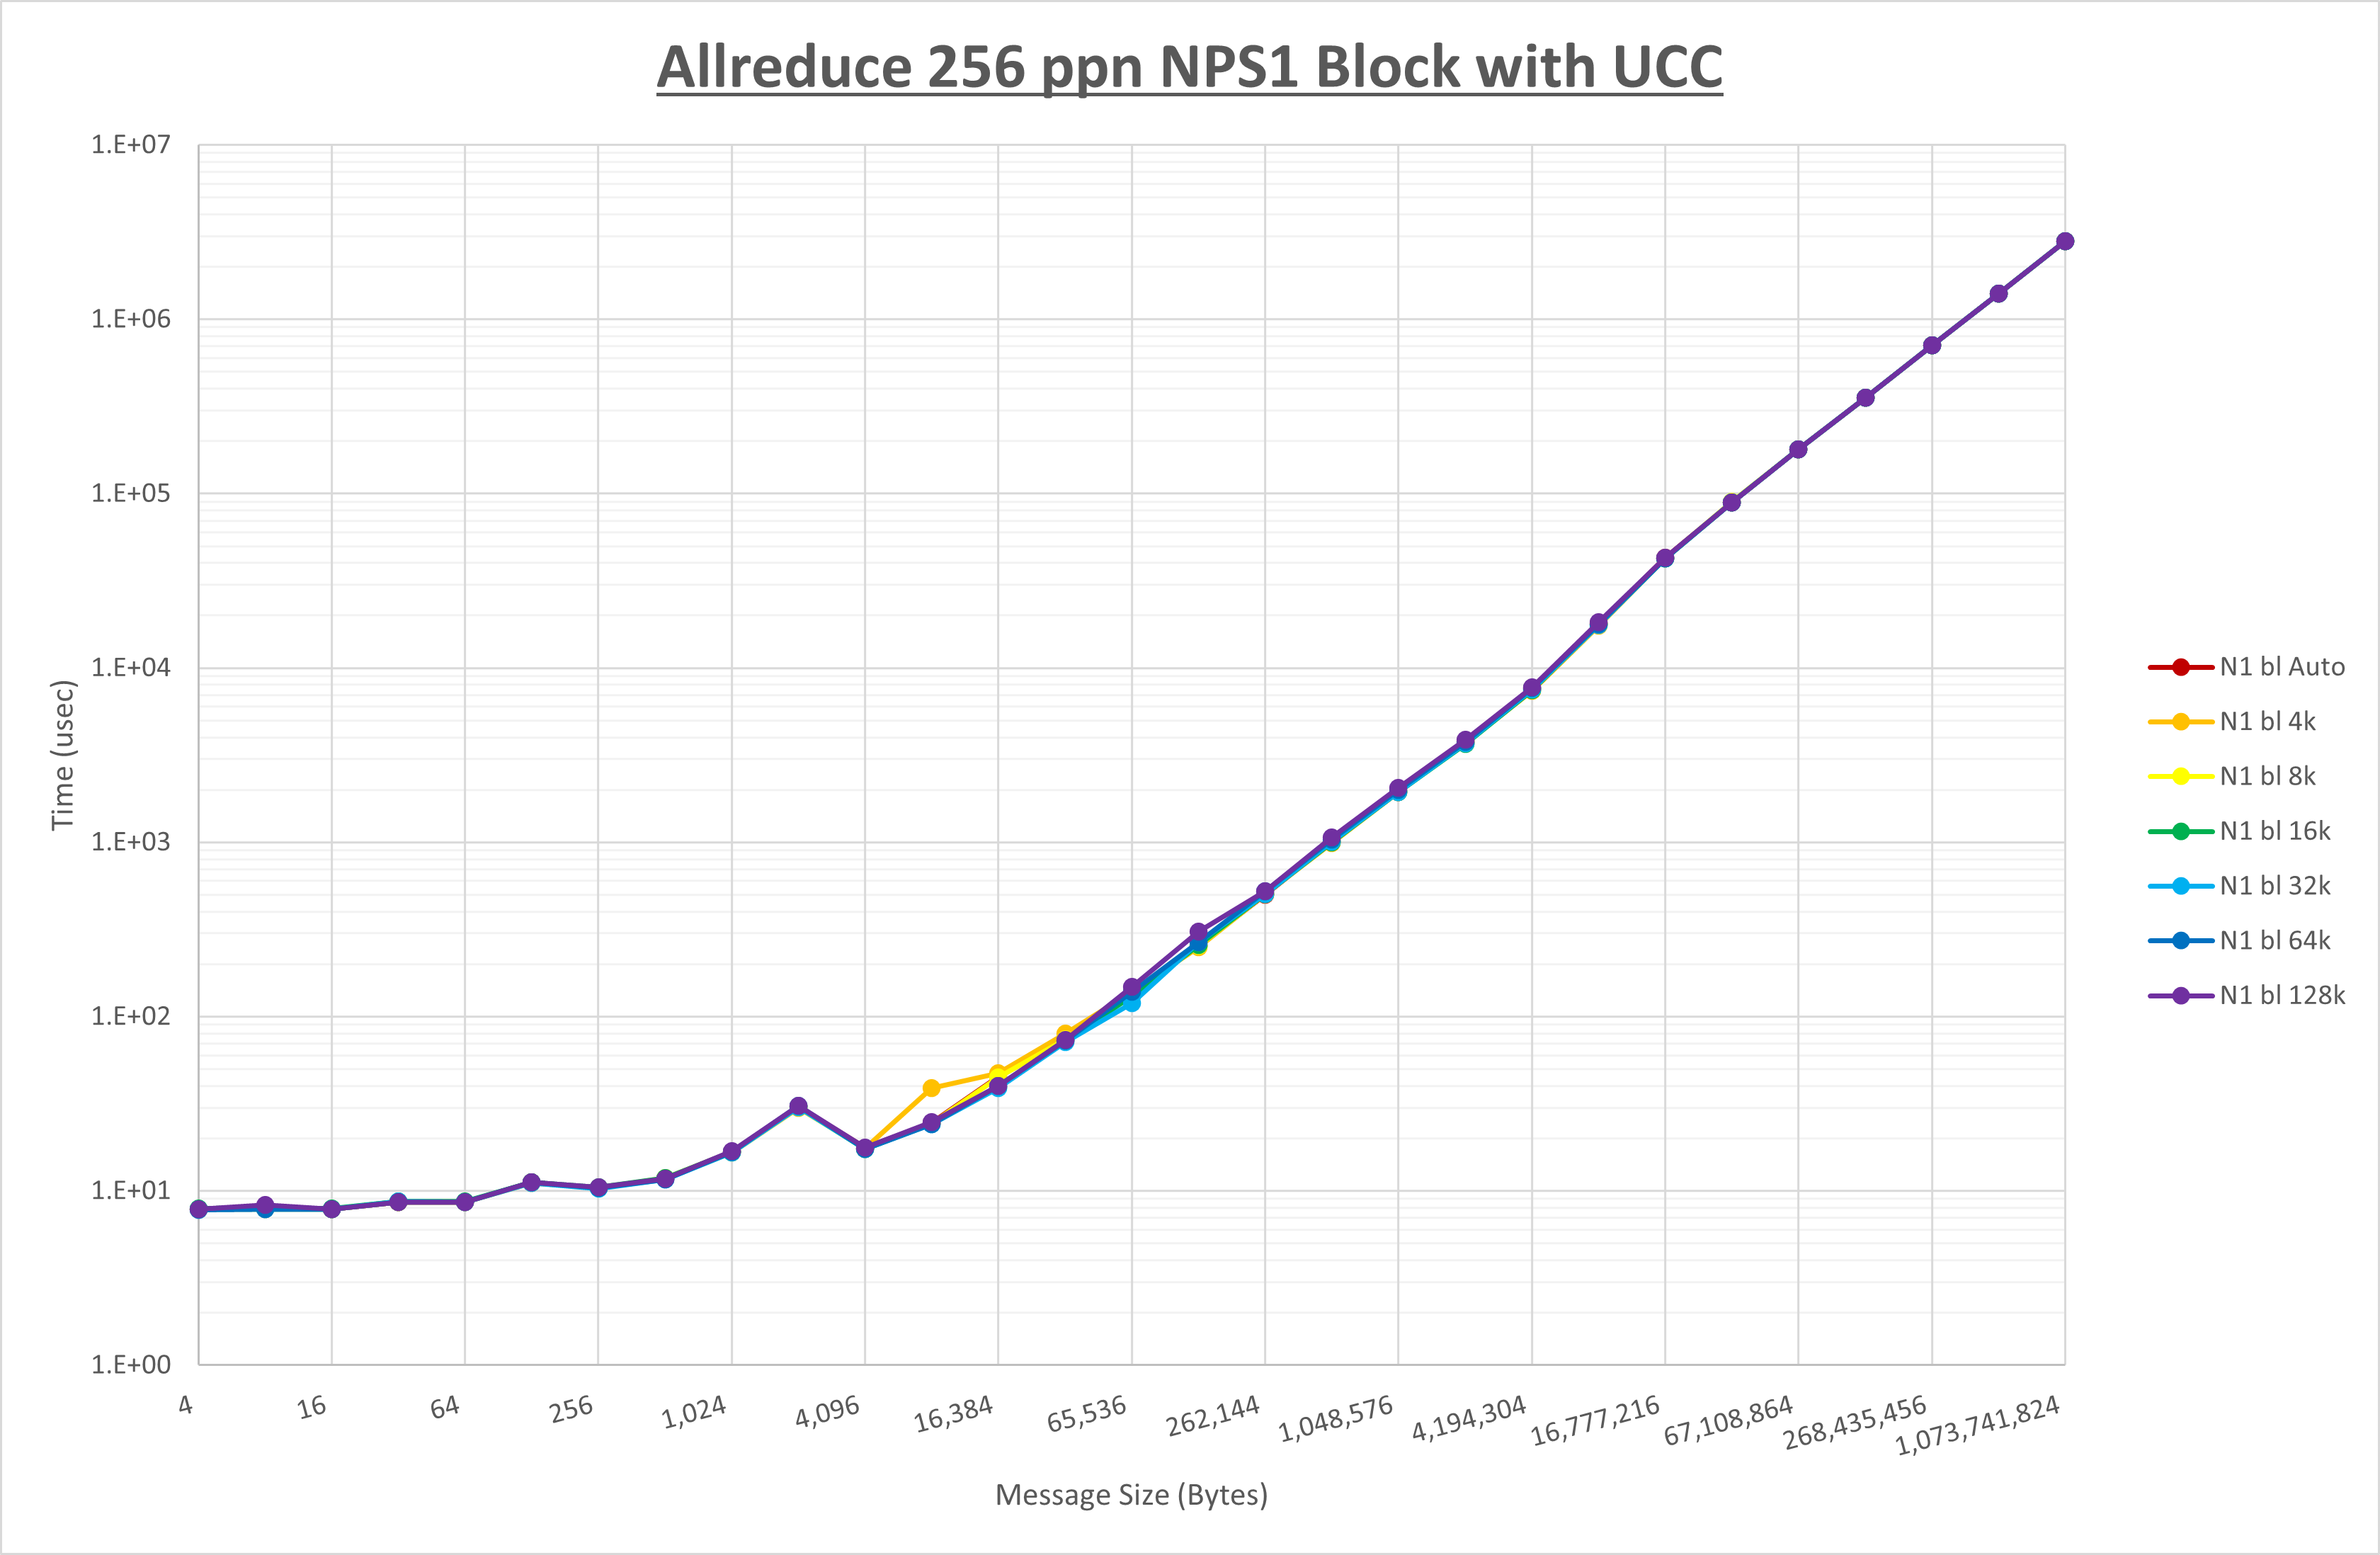 Allreduce 256 ppn NPS1 Block with UCC
1.E+07
1.E+06
1.E+05
1.E+04
1.E+03
1.E+02
1.E+01
1.E+00
Time (usec)
4
16
64
256
1,024
4,096
16,384
65,536
262,144
1,048,576
4,194,304
16,777,216
67,108,864
268,435,456
1,073,741,824
Message Size (Bytes)
N1 bl Auto
N1 bl 4k
N1 bl 8k
N1 bl 16k
N1 bl 32k
N1 bl 64k
N1 bl 128k